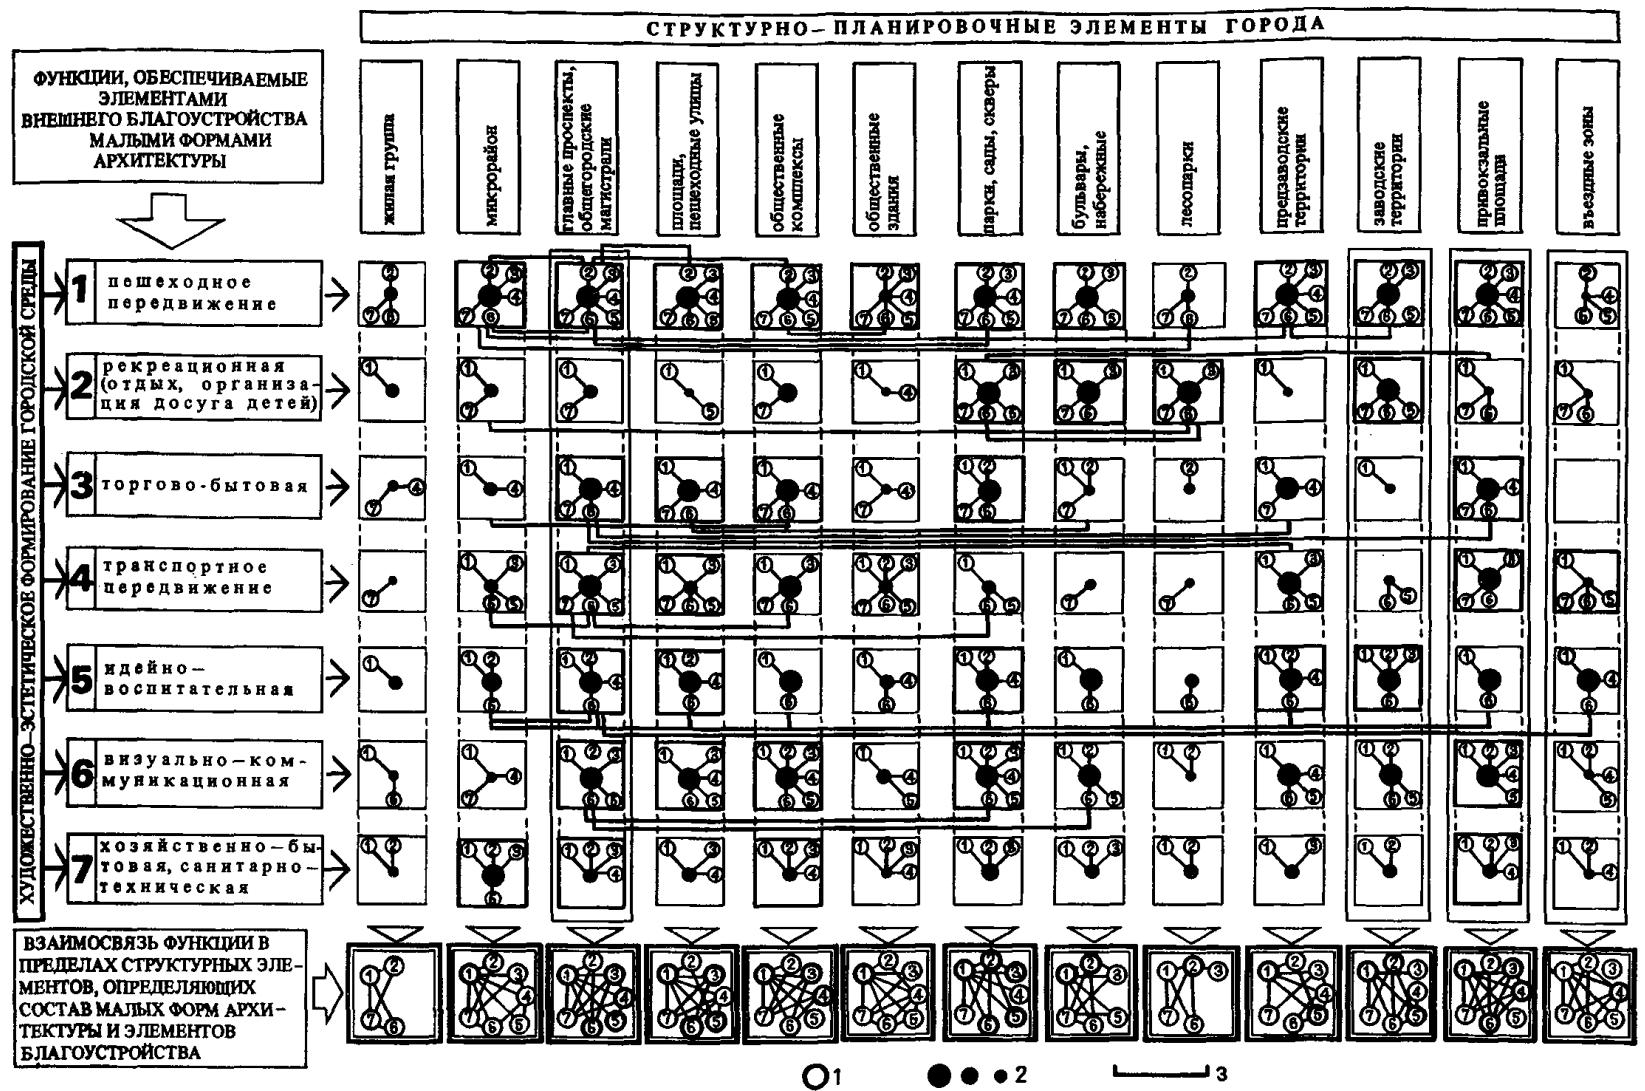 СТРУКТУРНО–ПЛАНИРОВОЧНЫЕ ЭЛЕМЕНТЫ ГОРОДА
ФУНКЦИИ, ОБЕСПЕЧИВАЕМЫЕ
ЭЛЕМЕНТАМИ
ВНЕШНЕГО БЛАГОУСТРОЙСТВА
МАЛЫМИ ФОРМАМИ
АРХИТЕКТУРЫ
жилая группа
микрорайон
главные проспекты,
общегородские
магистрали
площади,
пешеходные улицы
общественные
комплексы
общественные
здания
парки, сады, скверы
бульвары,
набережные
лесопарки
предзаводские
территории
заводские
территории
привокзальные
площади
въездные зоны
ХУДОЖЕСТВЕННО–ЭСТЕТИЧЕСКОЕ ФОРМИРОВАНИЕ ГОРОДСКОЙ СРЕДЫ
1 пешеходное
передвижение
2 рекреационная
(отдых, организа-
ция досуга детей)
3 торгово-бытовая
4 транспортное
передвижение
5 идейно–
воспитательная
6 визуально–ком-
муникационная
7 хозяйственно–бы-
товая, санитарно–
техническая
ВЗАИМОСВЯЗЬ ФУНКЦИИ В
ПРЕДЕЛАХ СТРУКТУРНЫХ ЭЛЕ-
МЕНТОВ, ОПРЕДЕЛЯЮЩИХ
СОСТАВ МАЛЫХ ФОРМ АРХИ-
ТЕКТУРЫ И ЭЛЕМЕНТОВ
БЛАГОУСТРОЙСТВА
1
2
3